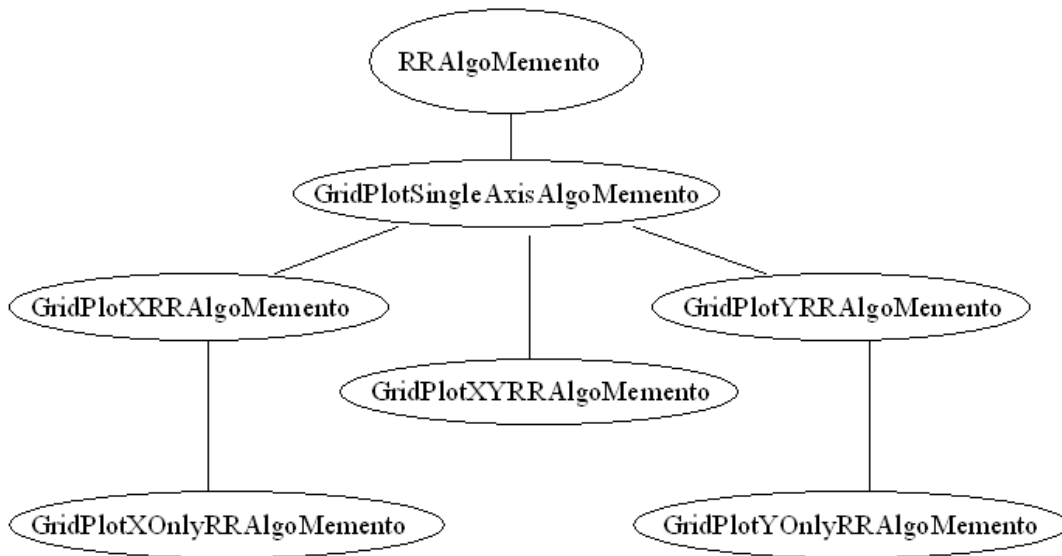 RRAlgoMemento
GridPlotSingleAxisAlgoMemento
GridPlotXRRAlgoMemento
GridPlotYRRAlgoMemento
GridPlotXYRRAlgoMemento
GridPlotXOnlyRRAlgoMemento
GridPlotYOnlyRRAlgoMemento